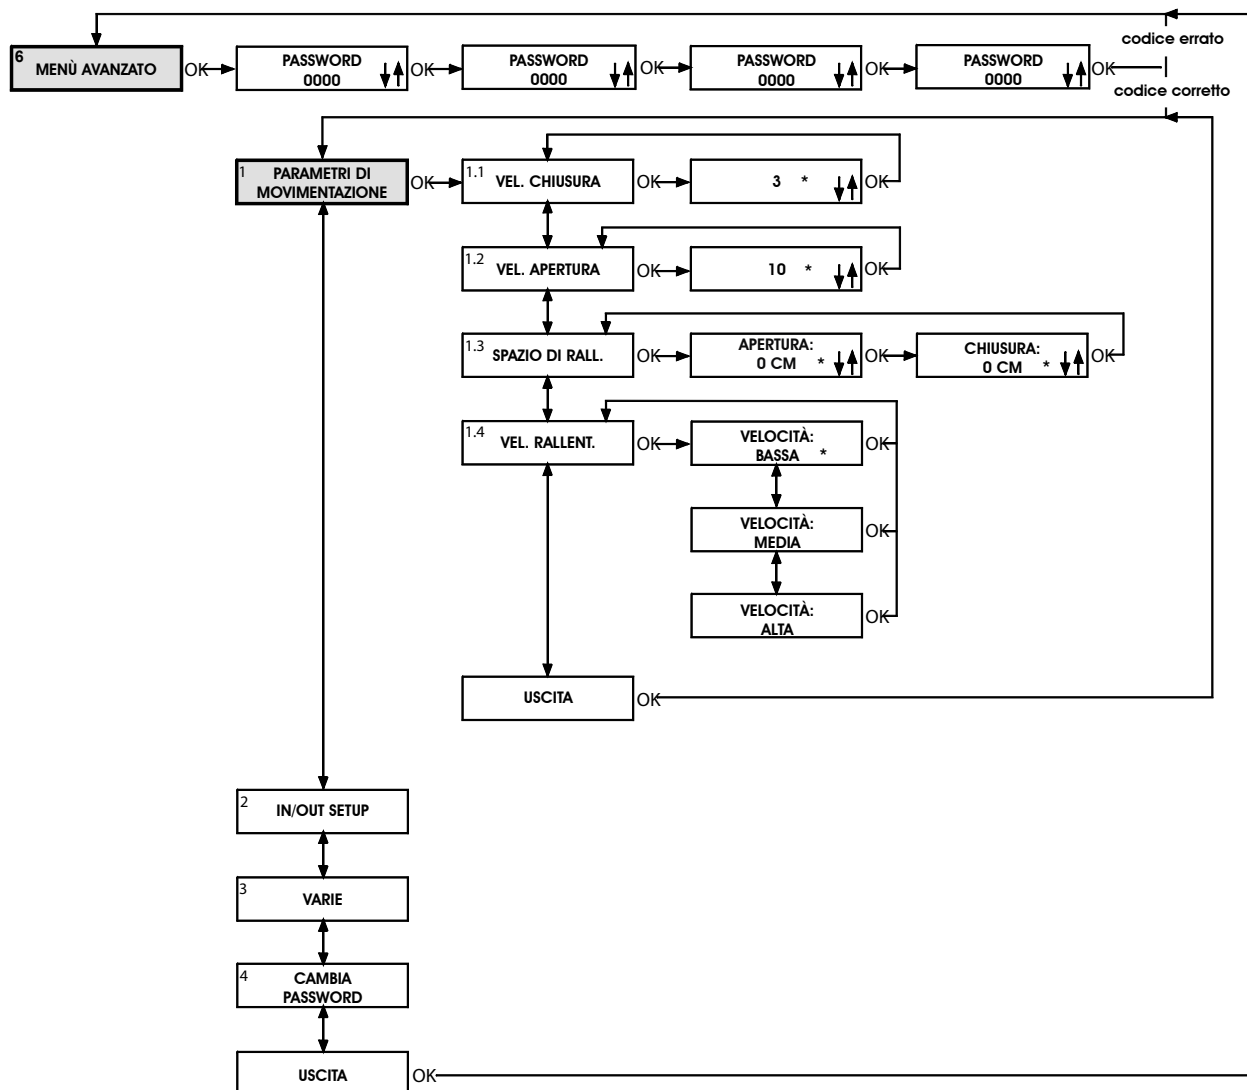 codice errato
6
MENÙ AVANZATO
OK
PASSWORD
0000
OK
PASSWORD
0000
OK
PASSWORD
0000
OK
PASSWORD
0000
OK
codice corretto
1
PARAMETRI DI
MOVIMENTAZIONE
OK
1.1
VEL. CHIUSURA
OK
3 *
OK
1.2
VEL. APERTURA
OK
10 *
OK
1.3
SPAZIO DI RALL.
OK
APERTURA:
0 CM *
OK
CHIUSURA:
0 CM *
OK
1.4
VEL. RALLENT.
OK
VELOCITÀ:
BASSA *
OK
VELOCITÀ:
MEDIA
OK
VELOCITÀ:
ALTA
OK
USCITA
OK
2
IN/OUT SETUP
3
VARIE
4
CAMBIA
PASSWORD
USCITA
OK